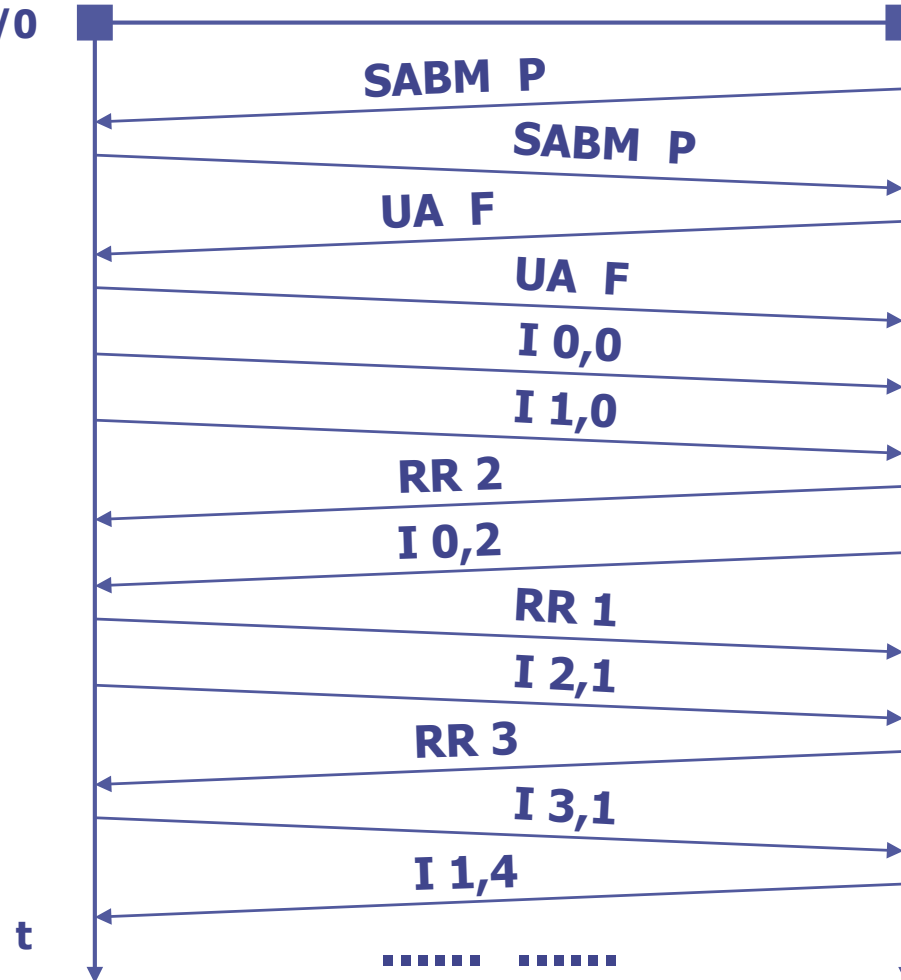 /0
SABM P
SABM P
UA F
UA F
I 0,0
I 1,0
RR 2
I 0,2
RR 1
I 2,1
RR 3
I 3,1
I 1,4
t
...... ......